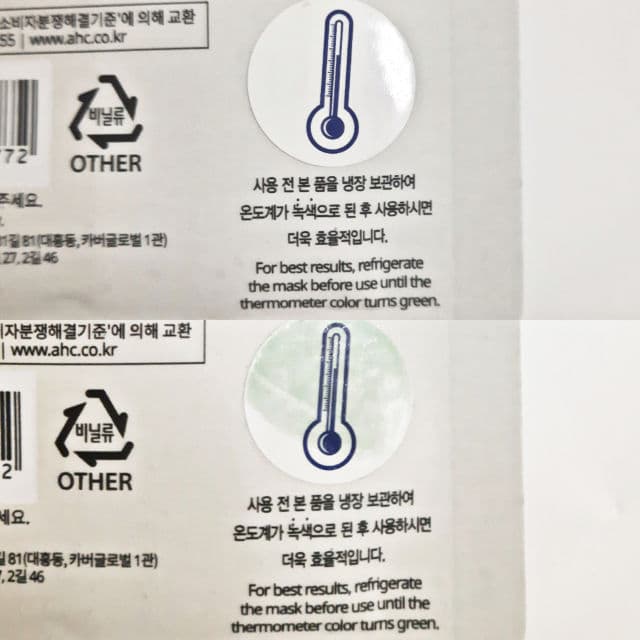 소비자분쟁해결기준'에 의해 교환
55 | www.ahc.co.kr
비닐류
OTHER
772
주세요.
81(대흥동, 카버글로벌 1관)
27, 2길 46
사용 전 본 품을 냉장 보관하여
온도계가 녹색으로 된 후 사용하시면
더욱 효율적입니다.
For best results, refrigerate
the mask before use until the
thermometer color turns green.
비자분쟁해결기준'에 의해 교환
| www.ahc.co.kr
비닐류
OTHER
2
세요.
길 81(대흥동, 카버글로벌 1관)
7, 2길 46
사용 전 본 품을 냉장 보관하여
온도계가 녹색으로 된 후 사용하시면
더욱 효율적입니다.
For best results, refrigerate
the mask before use until the
thermometer color turns green.